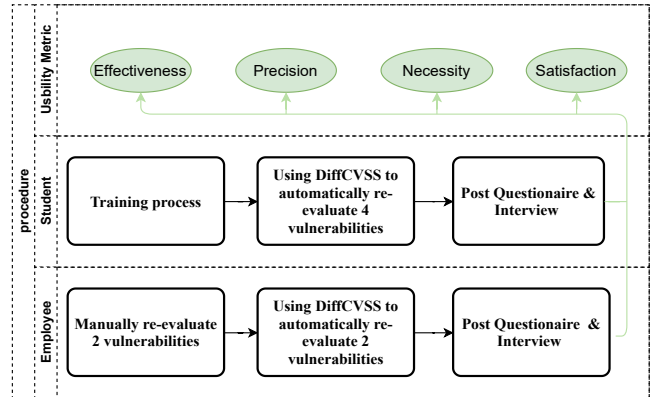 procedure
Usbility Metric
Effectiveness
Precision
Necessity
Satisfaction
Student
Training process
Using DiffCVSS to
automatically re-
evaluate 4
vulnerabilities
Post Questionaire &
Interview
Employee
Manually re-evaluate
2 vulnerabilities
Using DiffCVSS to
automatically re-
evaluate 2
vulnerabilities
Post Questionaire &
Interview